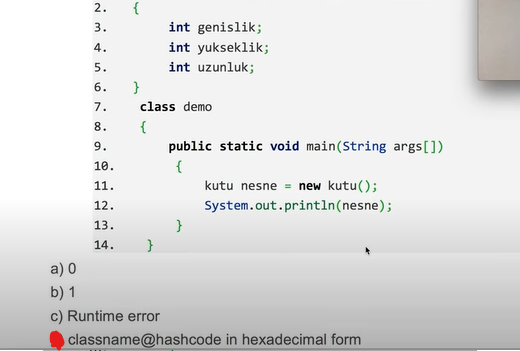 2. {
3. int genislik;
4. int yukseklik;
5. int uzunluk;
6. }
7. class demo
8. {
9. public static void main(String args[])
10. {
11. kutu nesne = new kutu();
12. System.out.println(nesne);
13. }
14. }
a) 0
b) 1
c) Runtime error
classname@hashcode in hexadecimal form